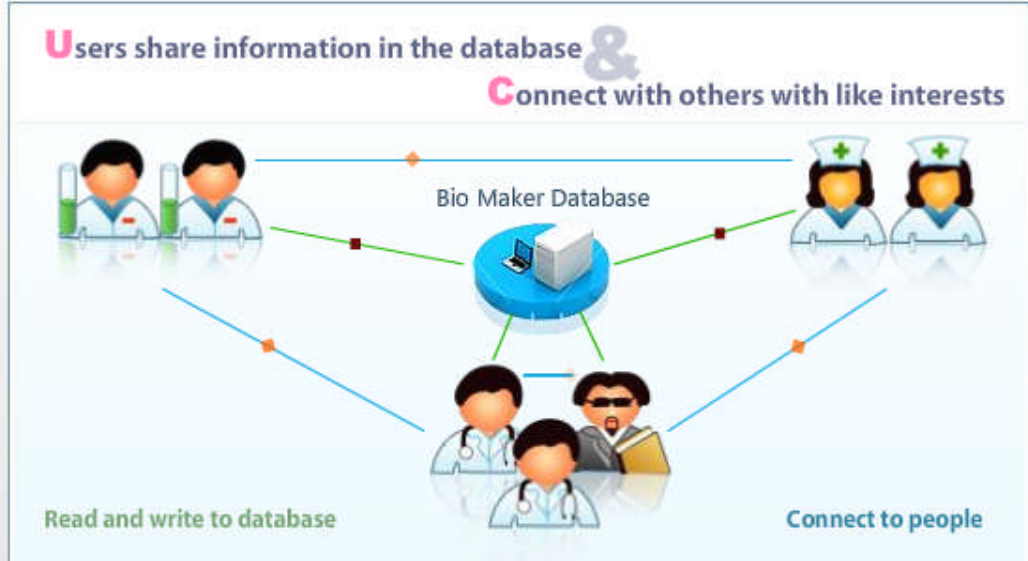 Users share information in the database &
Connect with others with like interests
Bio Maker Database
Read and write to database
Connect to people